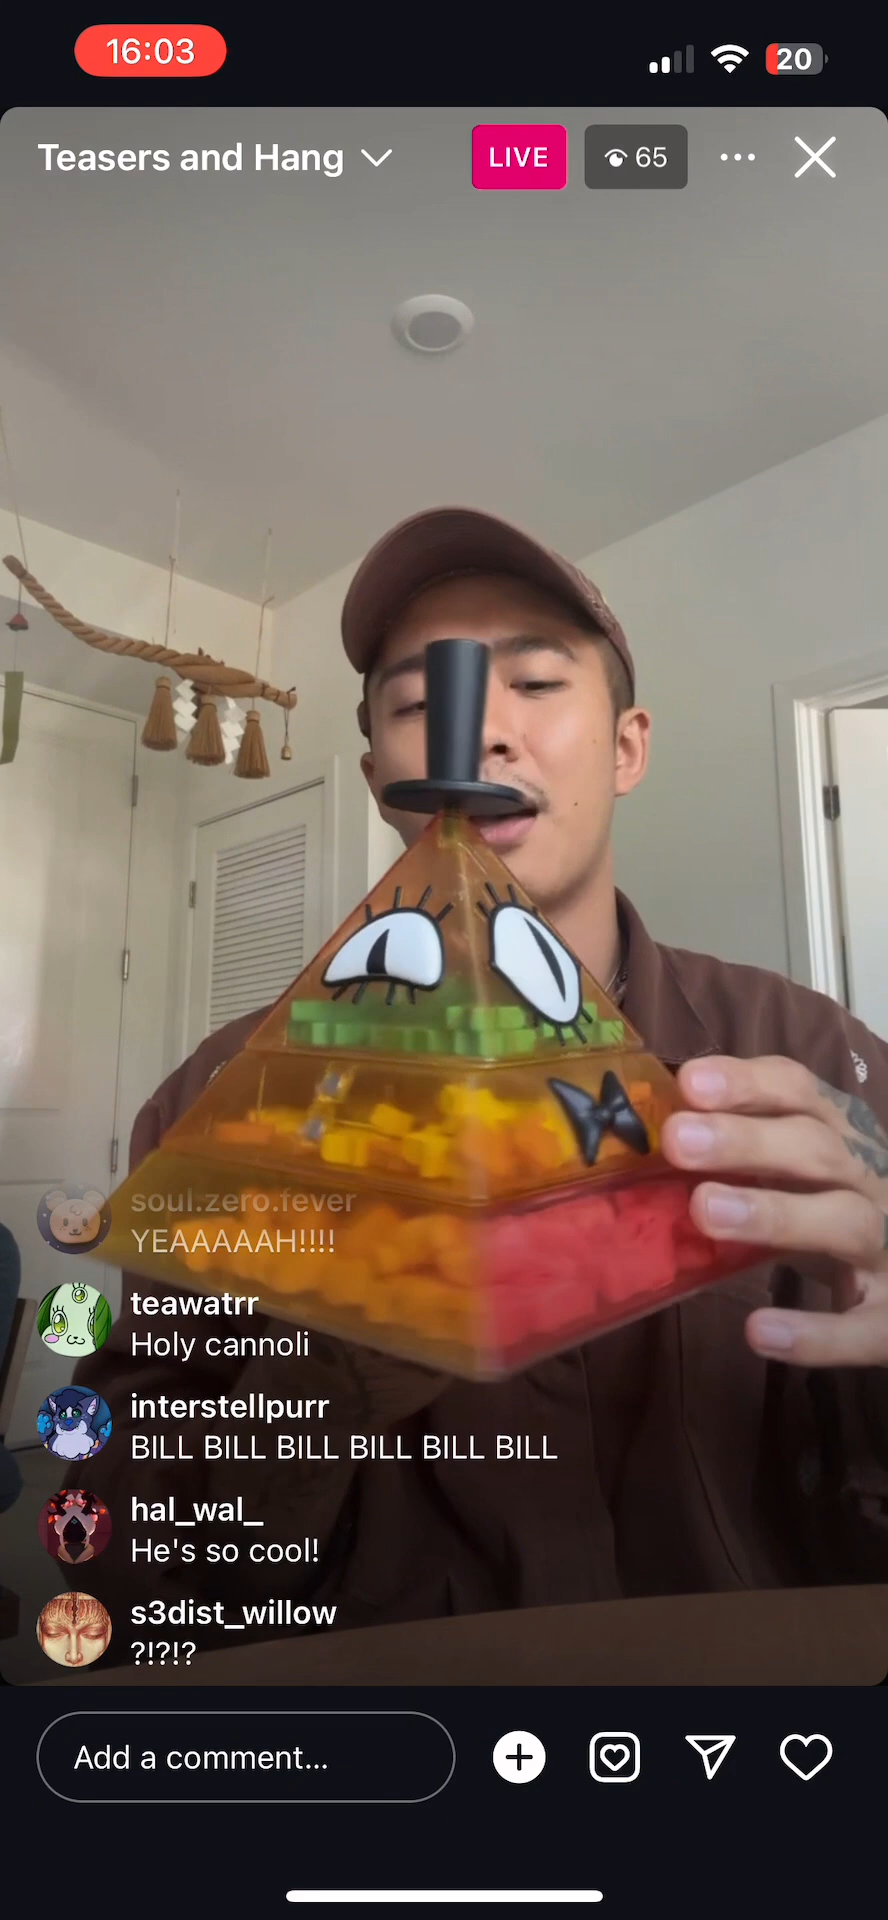 16:03
20
Teasers and Hang
LIVE
65
soul.zero.fever
YEAAAAAH!!!!
teawatrr
Holy cannoli
interstellpurr
BILL BILL BILL BILL BILL BILL
hal_wal_
He's so cool!
s3dist_willow
?!?!?
Add a comment...